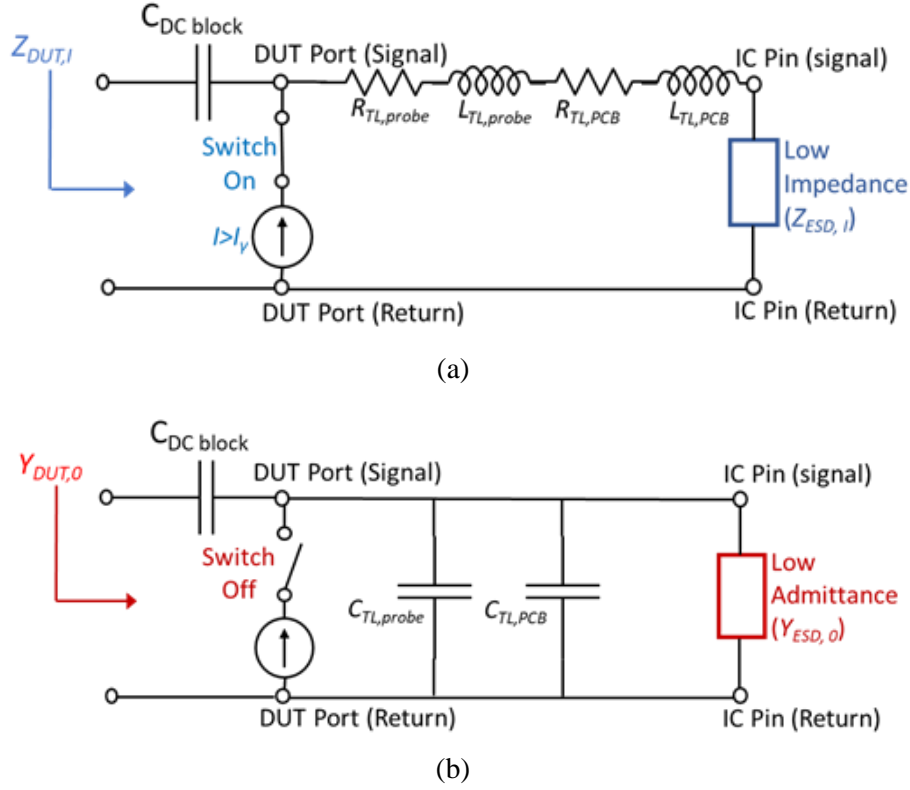 C_DC block
Z_DUT,I
DUT Port (Signal)
IC Pin (signal)
R_TL,probe
L_TL,probe
R_TL,PCB
L_TL,PCB
Switch
On
Low
Impedance
(Z_ESD, I)
I>I_γ
DUT Port (Return)
IC Pin (Return)
(a)
C_DC block
Y_DUT,0
DUT Port (Signal)
IC Pin (signal)
Switch
Off
C_TL,probe
C_TL,PCB
Low
Admittance
(Y_ESD, 0)
DUT Port (Return)
IC Pin (Return)
(b)